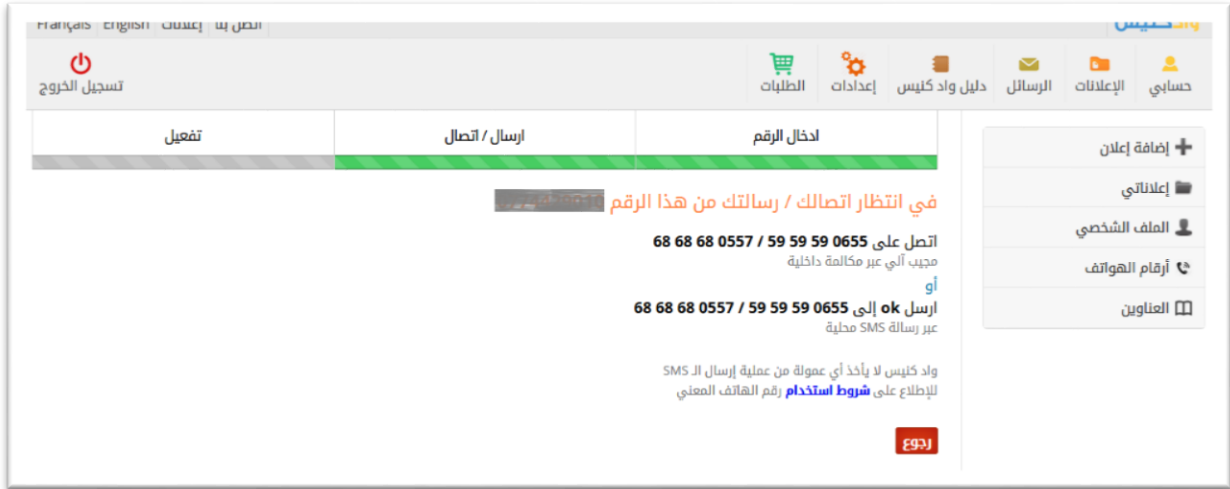 واد كنيس
اتصل بنا إعلانات English Français
حسابي
الإعلانات
الرسائل
دليل واد كنيس
إعدادات
الطلبات
تسجيل الخروج
إضافة إعلان
إعلاناتي
الملف الشخصي
أرقام الهواتف
العناوين
ادخال الرقم
ارسال / اتصال
تفعيل
في انتظار اتصالك / رسالتك من هذا الرقم
اتصل على 0655 59 59 59 / 0557 68 68 68
مجيب آلي عبر مكالمة داخلية
أو
ارسل ok إلى 0655 59 59 59 / 0557 68 68 68
عبر رسالة SMS محلية
واد كنيس لا يأخذ أي عمولة من عملية إرسال الـ SMS
للإطلاع على شروط استخدام رقم الهاتف المعني
رجوع